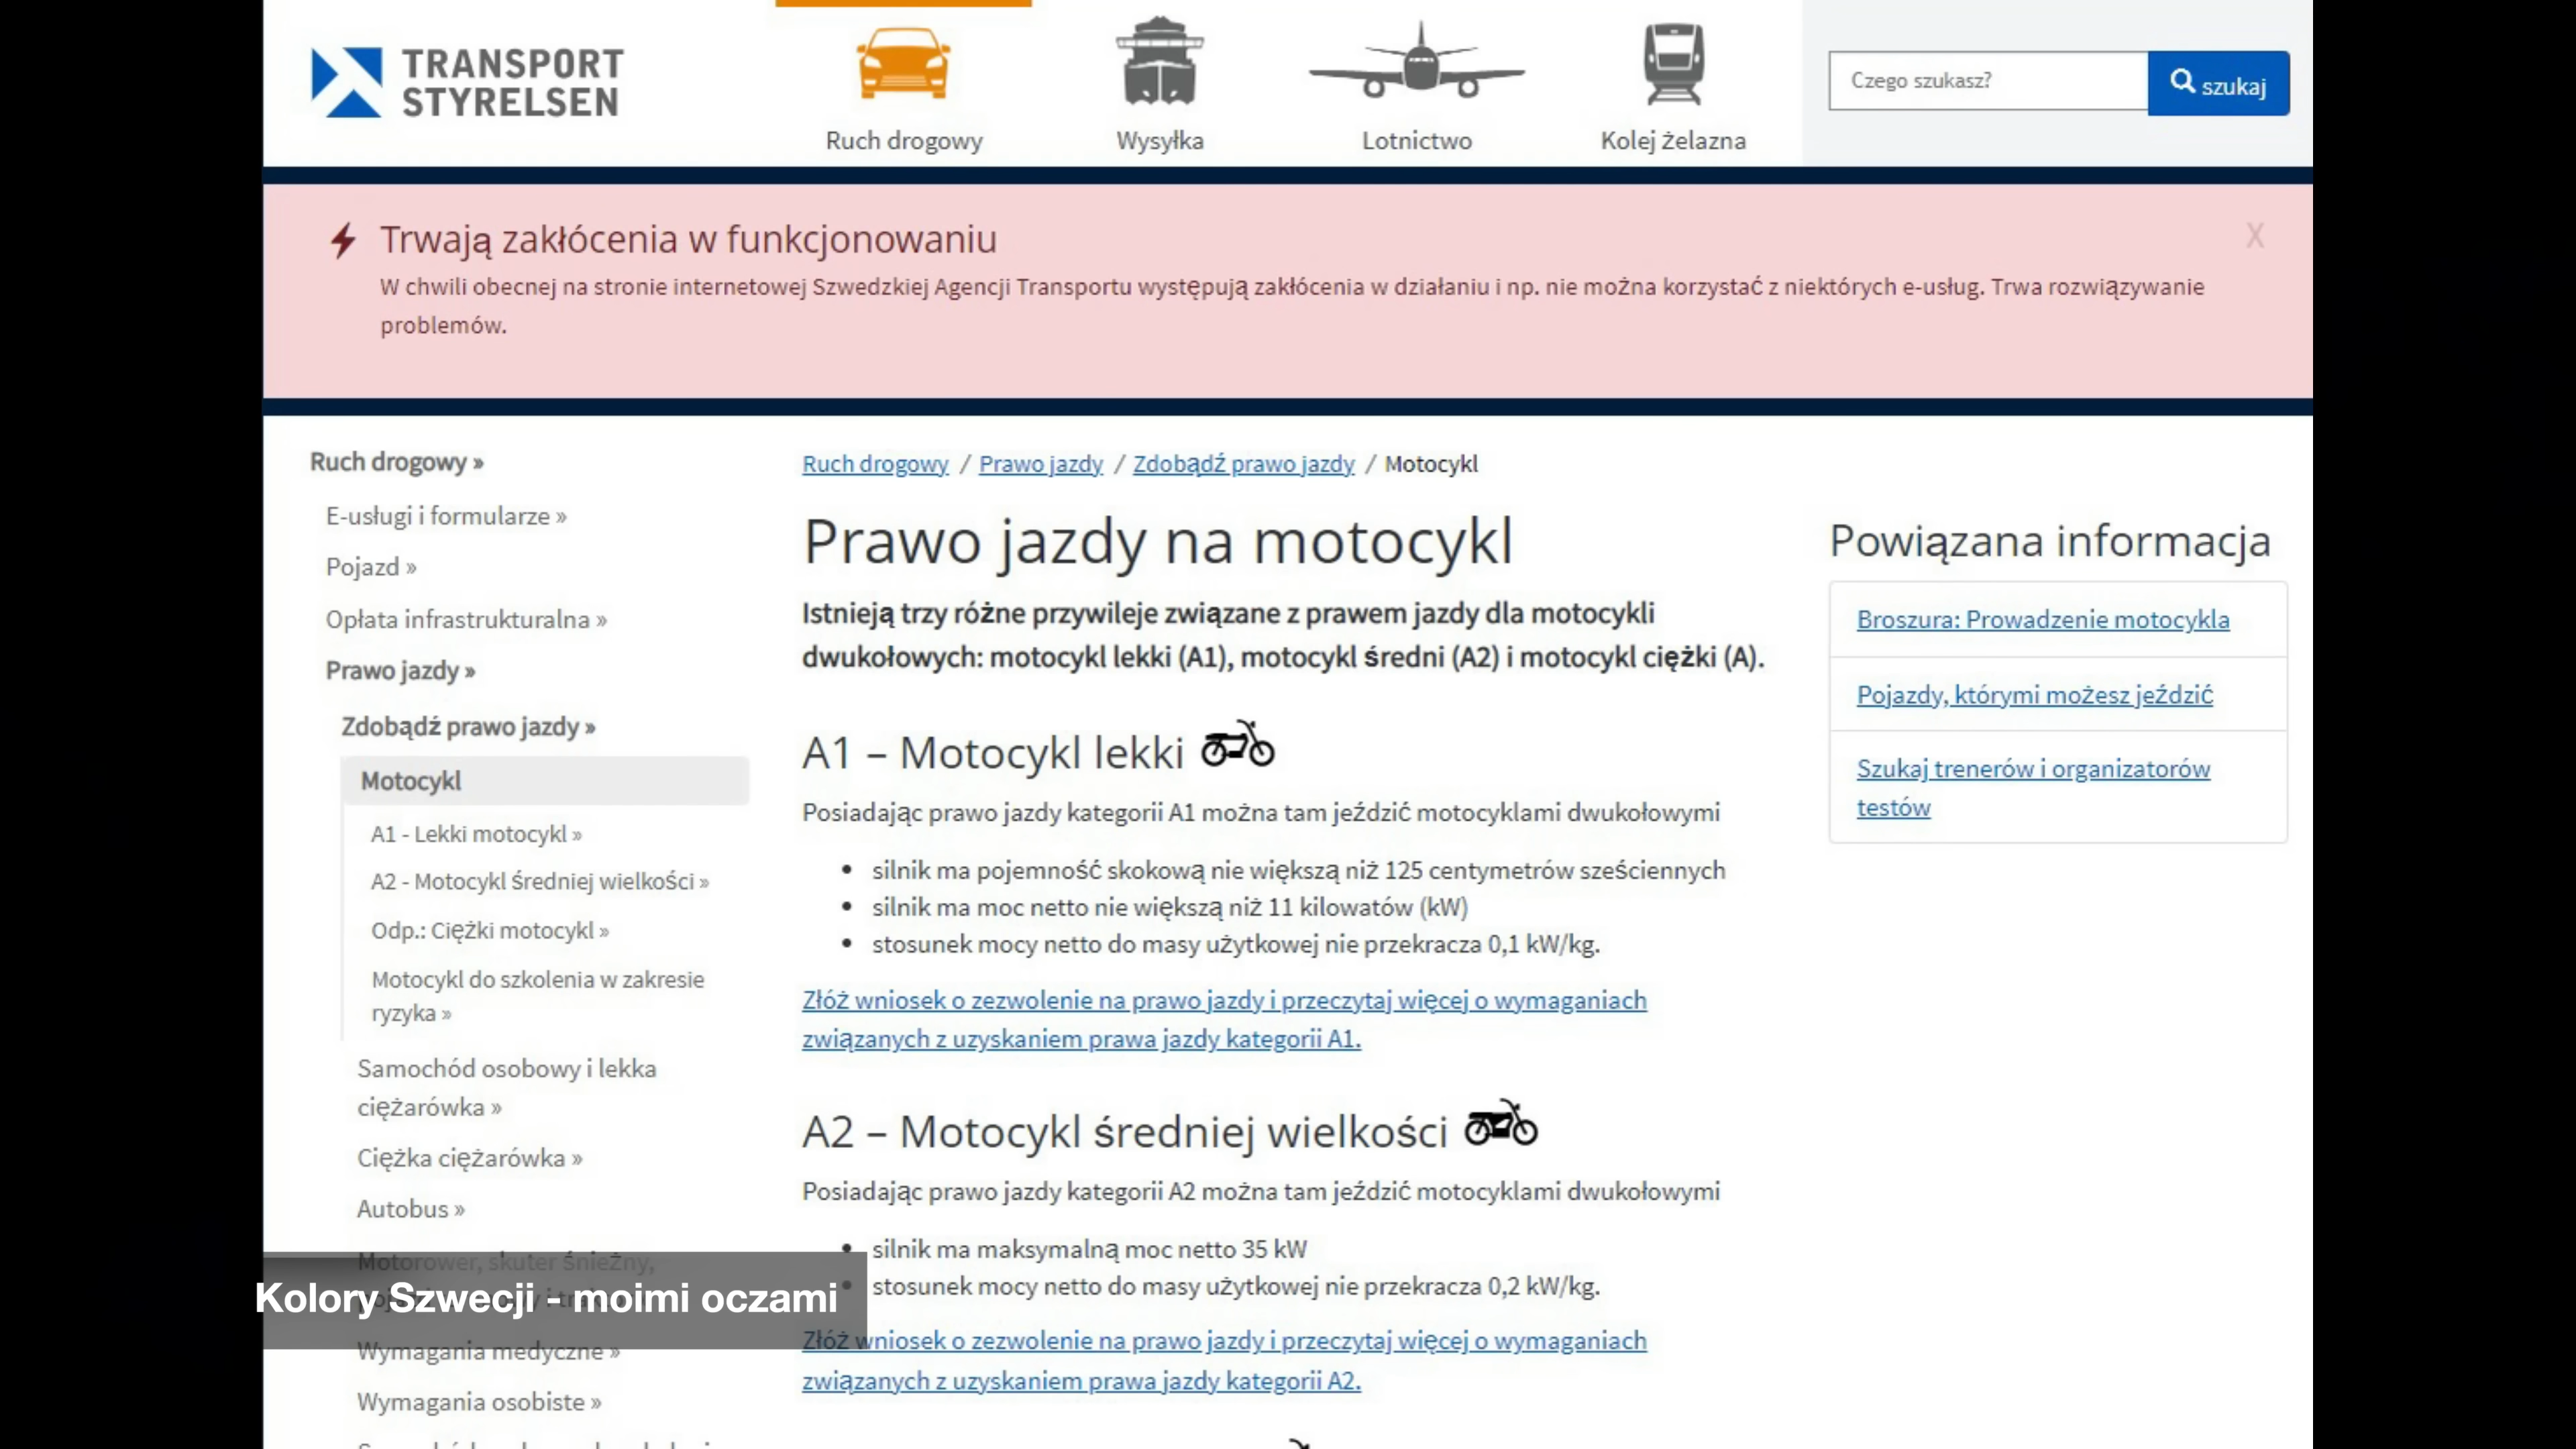 TRANSPORT
STYRELSEN
Ruch drogowy
Wysyłka
Lotnictwo
Kolej żelazna
Czego szukasz?
szukaj
Trwają zakłócenia w funkcjonowaniu
X
W chwili obecnej na stronie internetowej Szwedzkiej Agencji Transportu występują zakłócenia w działaniu i np. nie można korzystać z niektórych e-usług. Trwa rozwiązywanie
problemów.
Ruch drogowy »
E-usługi i formularze »
Pojazd »
Opłata infrastrukturalna »
Prawo jazdy »
Zdobądź prawo jazdy »
Motocykl
A1 - Lekki motocykl »
A2 - Motocykl średniej wielkości »
Odp.: Ciężki motocykl »
Motocykl do szkolenia w zakresie
ryzyka »
Samochód osobowy i lekka
ciężarówka »
Ciężka ciężarówka »
Autobus »
Motorower, skuter śnieżny,
Kolory Szwecji - moimi oczami
Wymagania medyczne »
Wymagania osobiste »
Ruch drogowy / Prawo jazdy / Zdobądź prawo jazdy / Motocykl
Prawo jazdy na motocykl
Istnieją trzy różne przywileje związane z prawem jazdy dla motocykli
dwukołowych: motocykl lekki (A1), motocykl średni (A2) i motocykl ciężki (A).
A1 – Motocykl lekki
Posiadając prawo jazdy kategorii A1 można tam jeździć motocyklami dwukołowymi
• silnik ma pojemność skokową nie większą niż 125 centymetrów sześciennych
• silnik ma moc netto nie większą niż 11 kilowatów (kW)
• stosunek mocy netto do masy użytkowej nie przekracza 0,1 kW/kg.
Złóż wniosek o zezwolenie na prawo jazdy i przeczytaj więcej o wymaganiach
związanych z uzyskaniem prawa jazdy kategorii A1.
A2 – Motocykl średniej wielkości
Posiadając prawo jazdy kategorii A2 można tam jeździć motocyklami dwukołowymi
• silnik ma maksymalną moc netto 35 kW
• stosunek mocy netto do masy użytkowej nie przekracza 0,2 kW/kg.
Złóż wniosek o zezwolenie na prawo jazdy i przeczytaj więcej o wymaganiach
związanych z uzyskaniem prawa jazdy kategorii A2.
Powiązana informacja
Broszura: Prowadzenie motocykla
Pojazdy, którymi możesz jeździć
Szukaj trenerów i organizatorów
testów